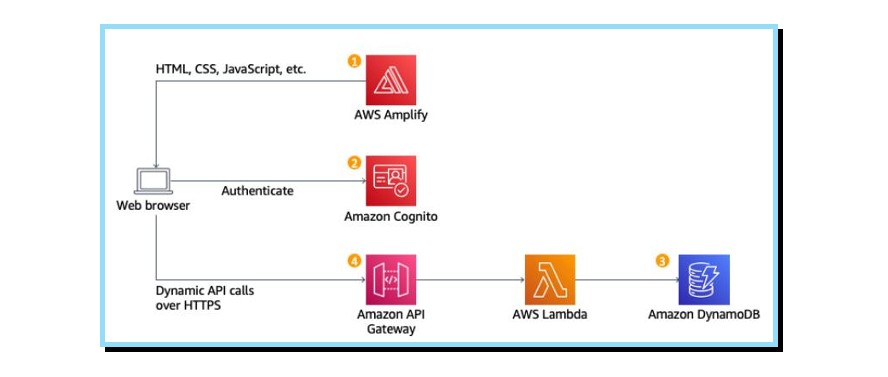 1
HTML, CSS, JavaScript, etc.
AWS Amplify
2
Authenticate
Web browser
Amazon Cognito
4
3
Dynamic API calls
over HTTPS
Amazon API
Gateway
AWS Lambda
Amazon DynamoDB